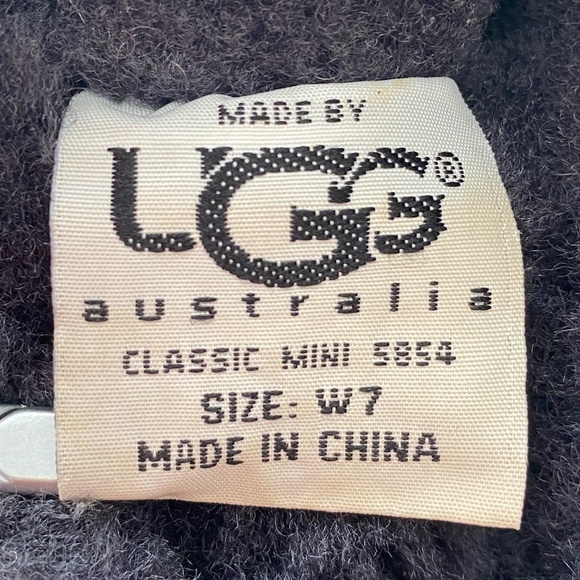 MADE BY
UGG®
australia
CLASSIC MINI 5854
SIZE: W7
MADE IN CHINA